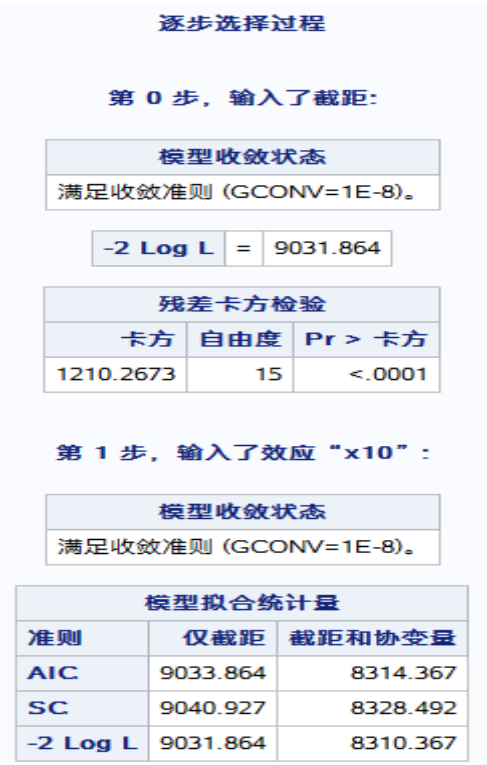 逐步选择过程
第 0 步，输入了截距:
模型收敛状态
满足收敛准则 (GCONV=1E-8)。
-2 Log L = 9031.864
残差卡方检验
卡方 自由度 Pr > 卡方
1210.2673 15 <.0001
第 1 步，输入了效应“x10”:
模型收敛状态
满足收敛准则 (GCONV=1E-8)。
模型拟合统计量
准则 仅截距 截距和协变量
AIC 9033.864 8314.367
SC 9040.927 8328.492
-2 Log L 9031.864 8310.367